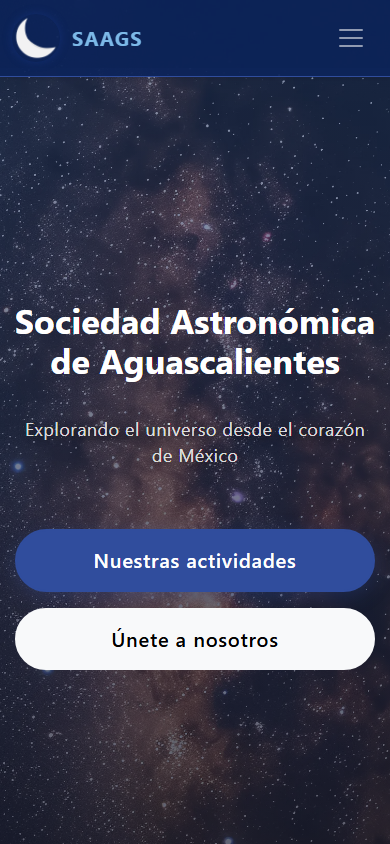 SAAGS
Sociedad Astronómica
de Aguascalientes
Explorando el universo desde el corazón
de México
Nuestras actividades
Únete a nosotros